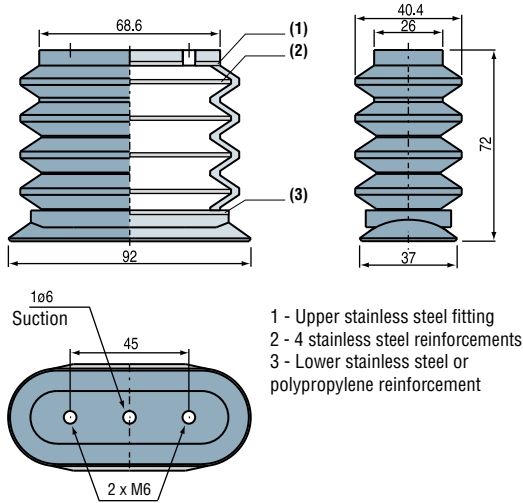 68.6
(1)
(2)
(3)
92
40.4
26
72
37
1ø6
Suction
45
2 x M6
1 - Upper stainless steel fitting
2 - 4 stainless steel reinforcements
3 - Lower stainless steel or
polypropylene reinforcement